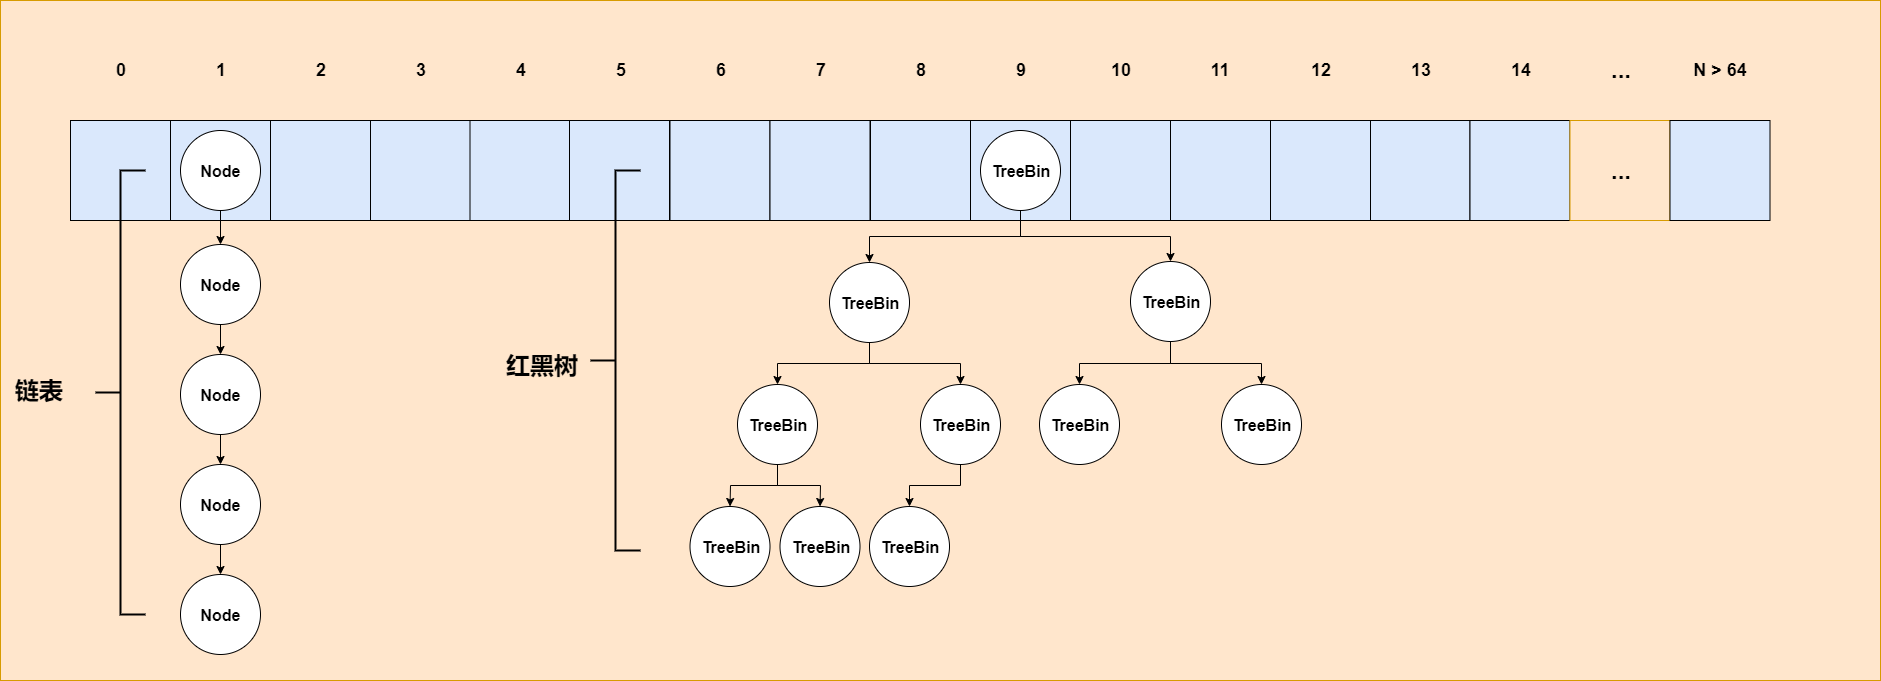 0 1 2 3 4 5 6 7 8 9 10 11 12 13 14 ... N > 64
Node TreeBin ...
Node TreeBin TreeBin
红黑树
链表 Node TreeBin TreeBin TreeBin TreeBin
Node TreeBin TreeBin TreeBin
Node